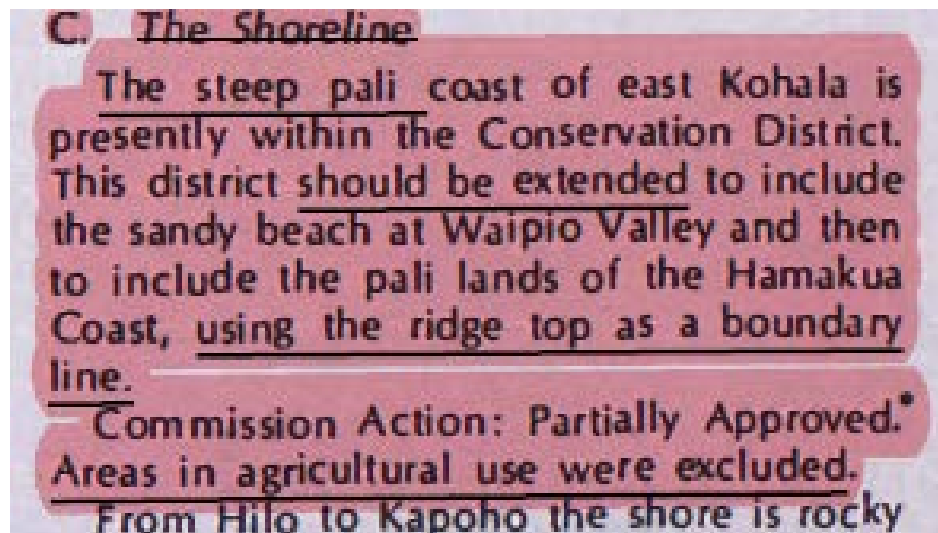 C. The Shoreline
The steep pali coast of east Kohala is
presently within the Conservation District.
This district should be extended to include
the sandy beach at Waipio Valley and then
to include the pali lands of the Hamakua
Coast, using the ridge top as a boundary
line.
Commission Action: Partially Approved.*
Areas in agricultural use were excluded.
From Hilo to Kapoho the shore is rocky